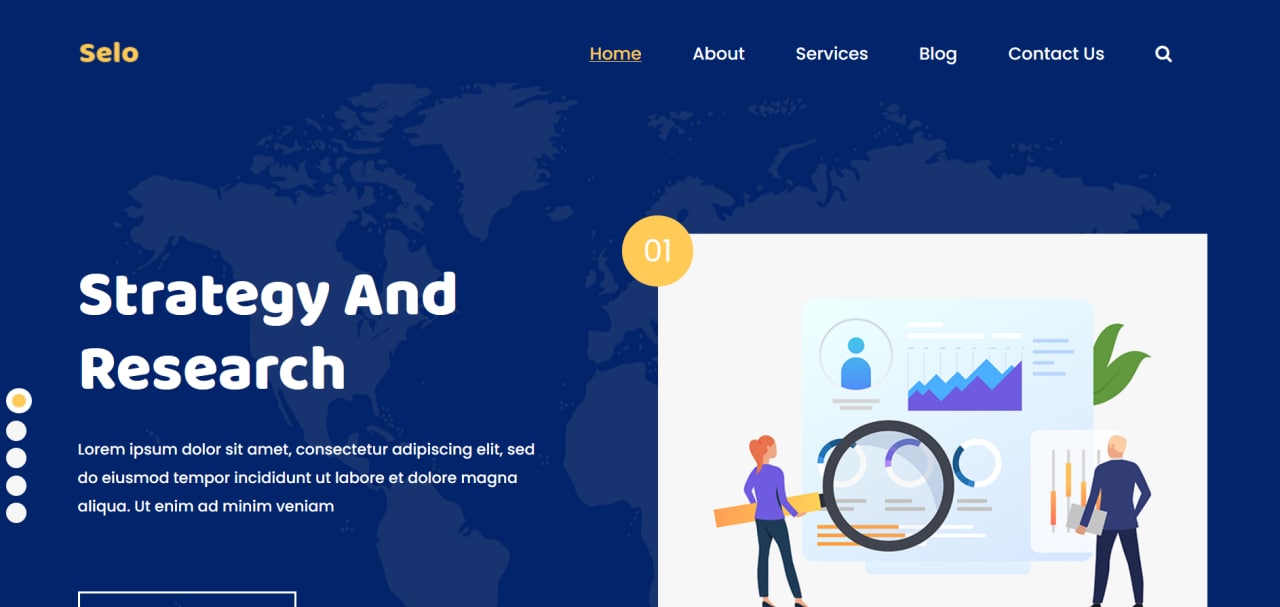 Selo
Home About Services Blog Contact Us
01
Strategy And
Research
Lorem ipsum dolor sit amet, consectetur adipiscing elit, sed
do eiusmod tempor incididunt ut labore et dolore magna
aliqua. Ut enim ad minim veniam